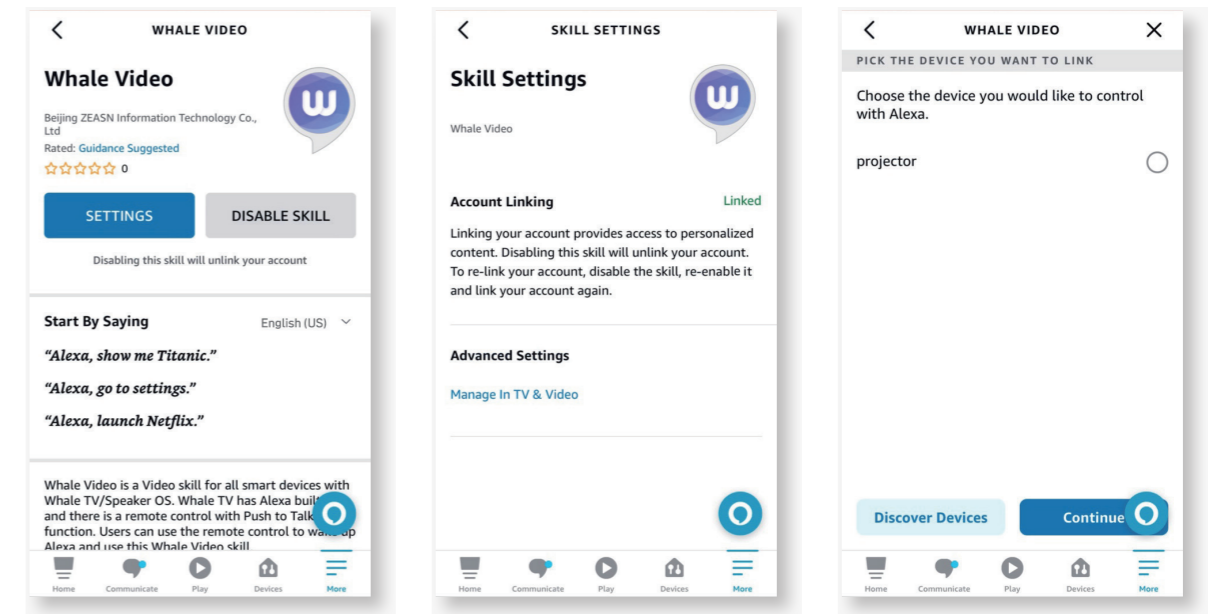 WHALE VIDEO
Whale Video
Beijing ZEASN Information Technology Co.,
Ltd
Rated: Guidance Suggested
0
SETTINGS
DISABLE SKILL
Disabling this skill will unlink your account
Start By Saying
English (US)
“Alexa, show me Titanic.”
“Alexa, go to settings.”
“Alexa, launch Netflix.”
Whale Video is a Video skill for all smart devices with
Whale TV/Speaker OS. Whale TV has Alexa
and there is a remote control with Push to Talk
function. Users can use the remote control to
Alexa and use this Whale Video skill
Home
Communicate
Play
Devices
More
SKILL SETTINGS
Skill Settings
W
Whale Video
Account Linking
Linked
Linking your account provides access to personalized
content. Disabling this skill will unlink your account.
To re-link your account, disable the skill, re-enable it
and link your account again.
Advanced Settings
Manage In TV & Video
Home
Communicate
Play
Devices
More
WHALE VIDEO
PICK THE DEVICE YOU WANT TO LINK
Choose the device you would like to control
with Alexa.
projector
Discover Devices
Continue
Home
Communicate
Play
Devices
More